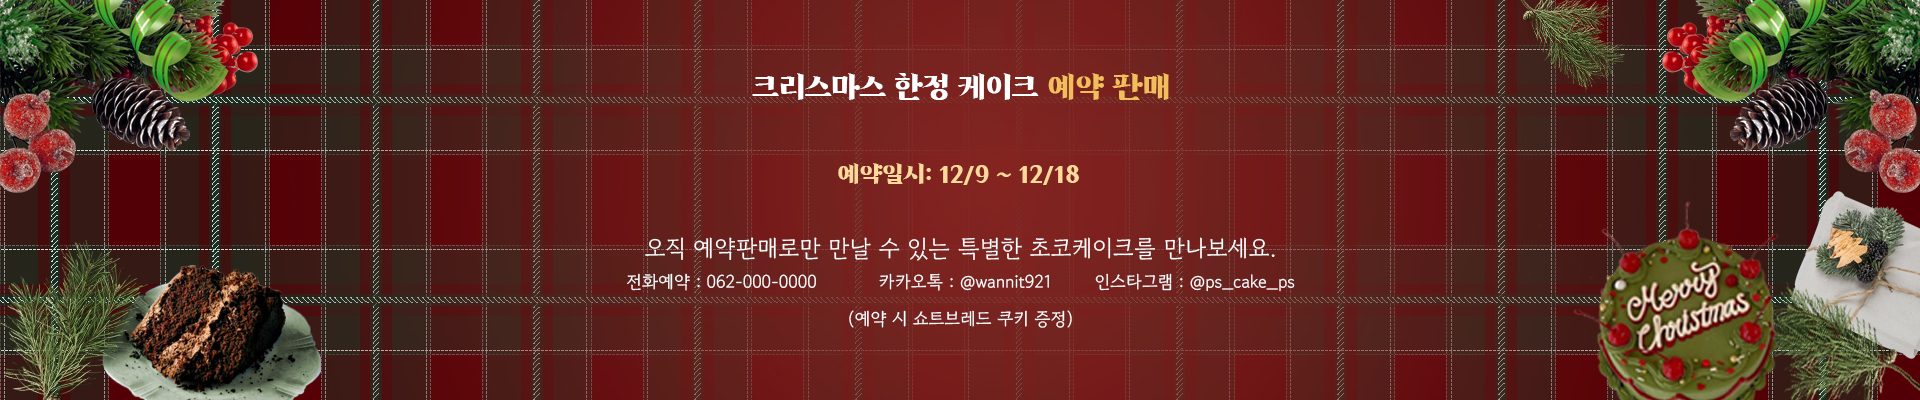 크리스마스 한정 케이크 예약 판매
예약일시: 12/9 ~ 12/18
오직 예약판매로만 만날 수 있는 특별한 초코케이크를 만나보세요.
전화예약 : 062-000-0000 카카오톡 : @wannit921 인스타그램 : @ps_cake_ps
(예약 시 쇼트브레드 쿠키 증정)
Merry
Christmas